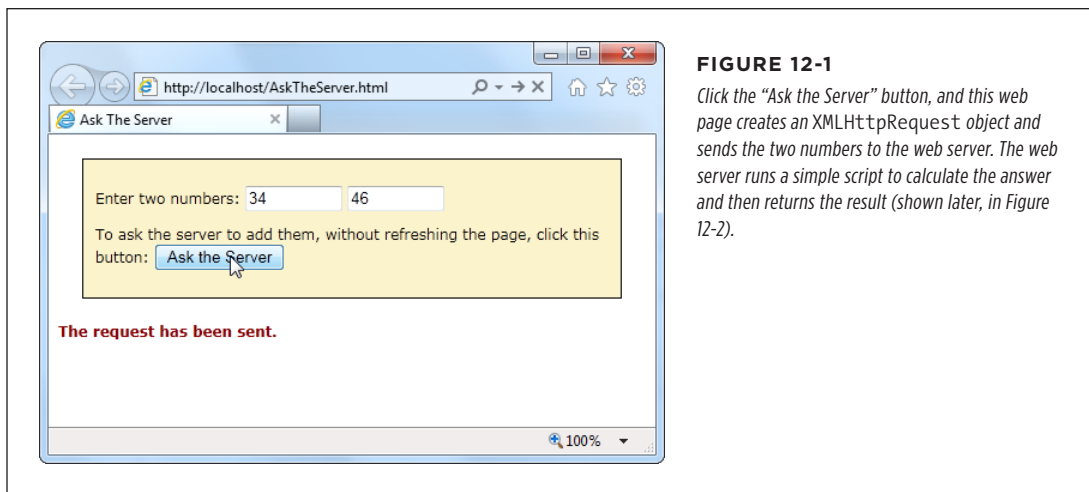 http://localhost/AskTheServer.html
Ask The Server
Enter two numbers: 34 46
To ask the server to add them, without refreshing the page, click this
button: Ask the Server
The request has been sent.
100%
FIGURE 12-1
Click the “Ask the Server” button, and this web
page creates an XMLHttpRequest object and
sends the two numbers to the web server. The web
server runs a simple script to calculate the answer
and then returns the result (shown later, in Figure
12-2).